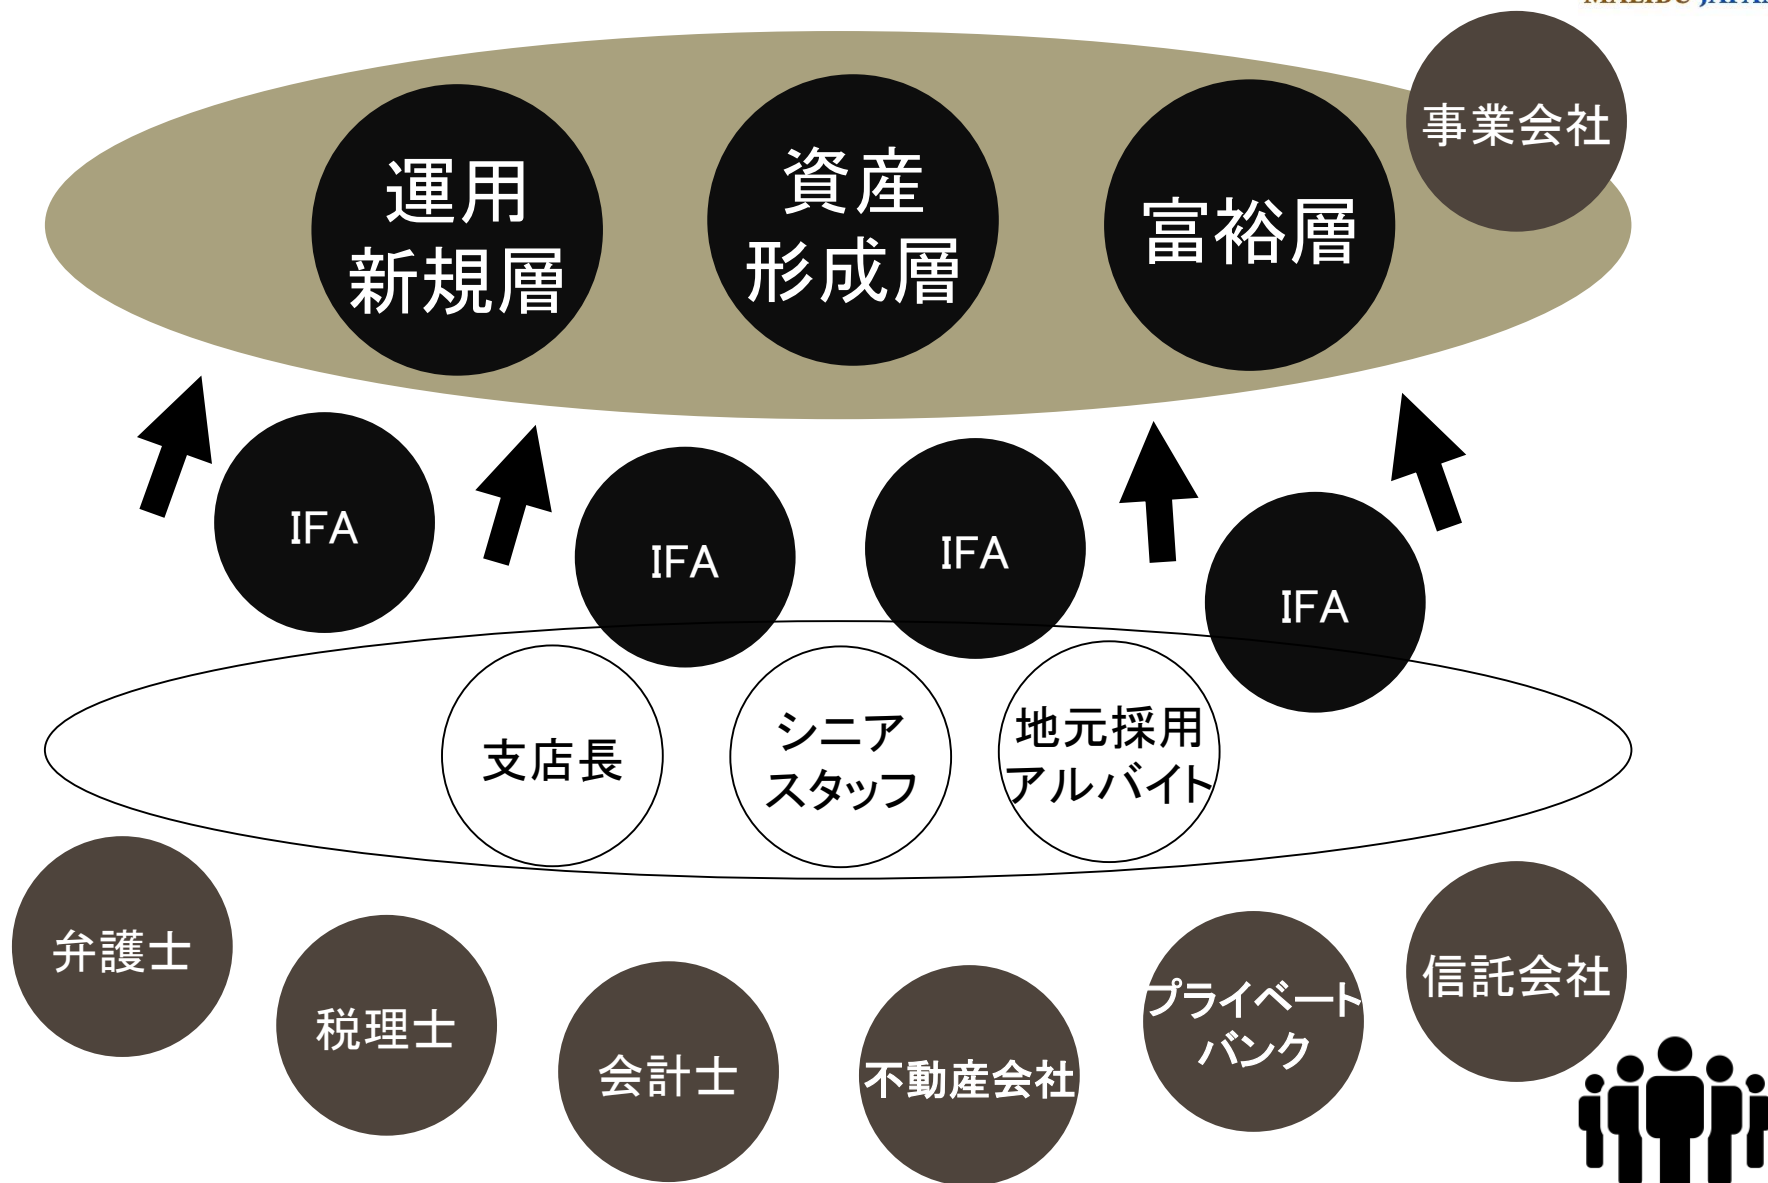 MALIBU JAPAN
事業会社
運用
新規層
資産
形成層
富裕層
IFA
IFA
IFA
IFA
支店長
シニア
スタッフ
地元採用
アルバイト
弁護士
税理士
会計士
不動産会社
プライベート
バンク
信託会社